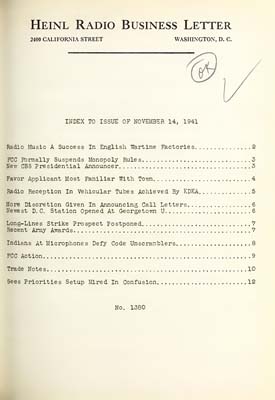 HEINL RADIO BUSINESS LETTER
2400 CALIFORNIA STREET WASHINGTON, D. C.
OK
INDEX TO ISSUE OF NOVEMBER 14, 1941
Radio Music A Success In English Wartime Factories..........2
FCC Formally Suspends Monopoly Rules........................3
New CBS Presidential Announcer..............................3
Favor Applicant Most Familiar With Town.....................4
Radio Reception In Vehicular Tubes Achieved By KDKA.........5
More Discretion Given In Announcing Call Letters............6
Newest D.C. Station Opened At Georgetown U..................6
Long-Lines Strike Prospect Postponed........................7
Recent Army Awards..........................................7
Indians At Microphones Defy Code Unscramblers...............8
FCC Action..................................................9
Trade Notes................................................10
Sees Priorities Setup Mired In Confusion...................12
No. 1380